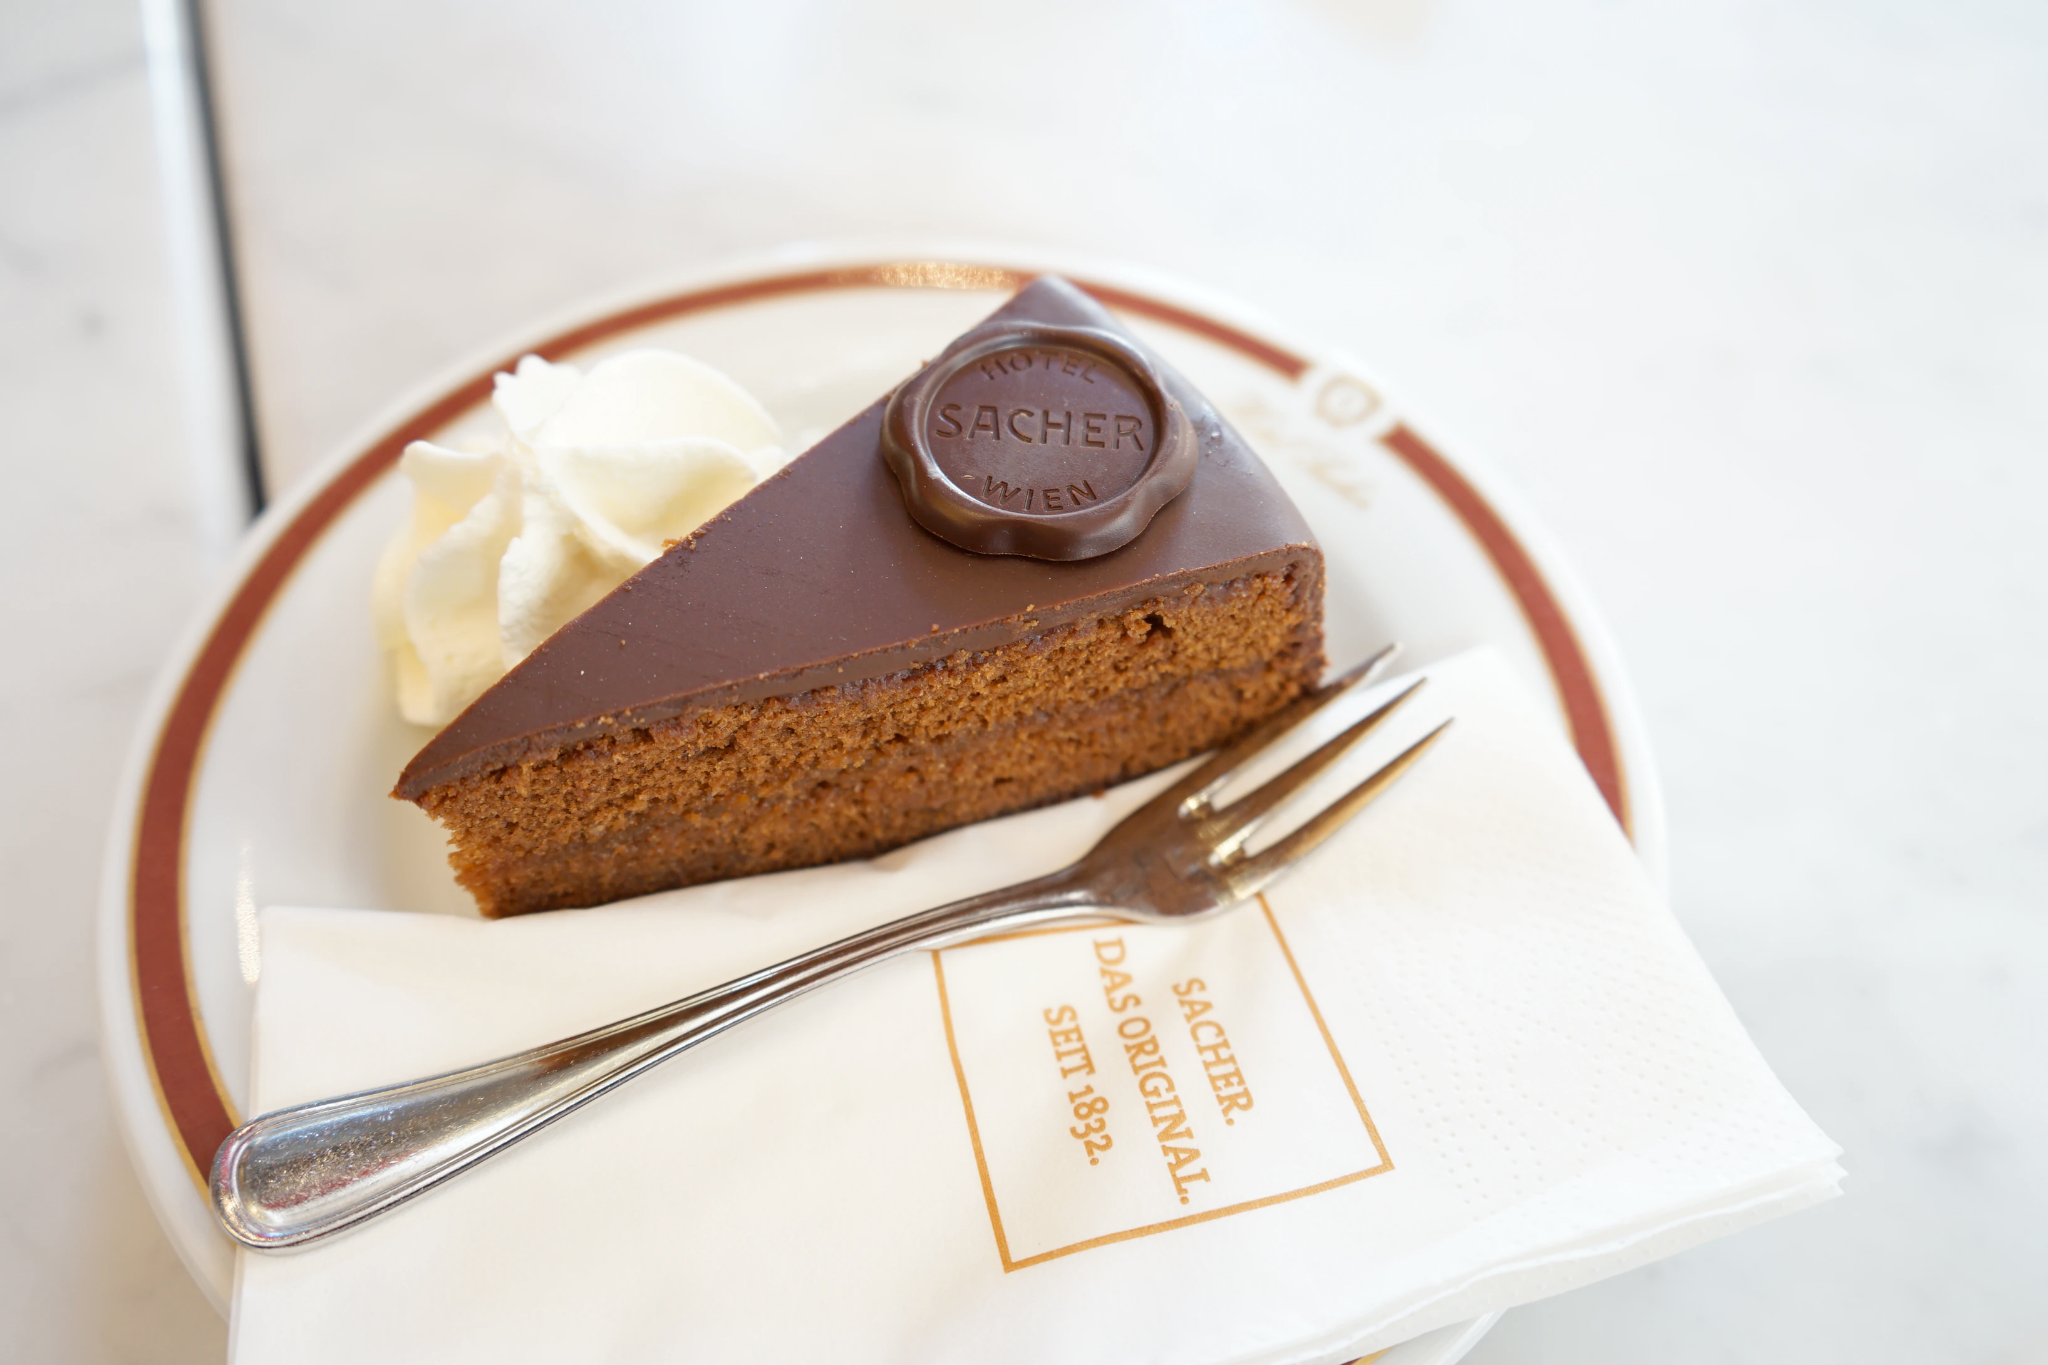 HOTEL
SACHER
WIEN
SACHER.
DAS ORIGINAL.
SEIT 1832.